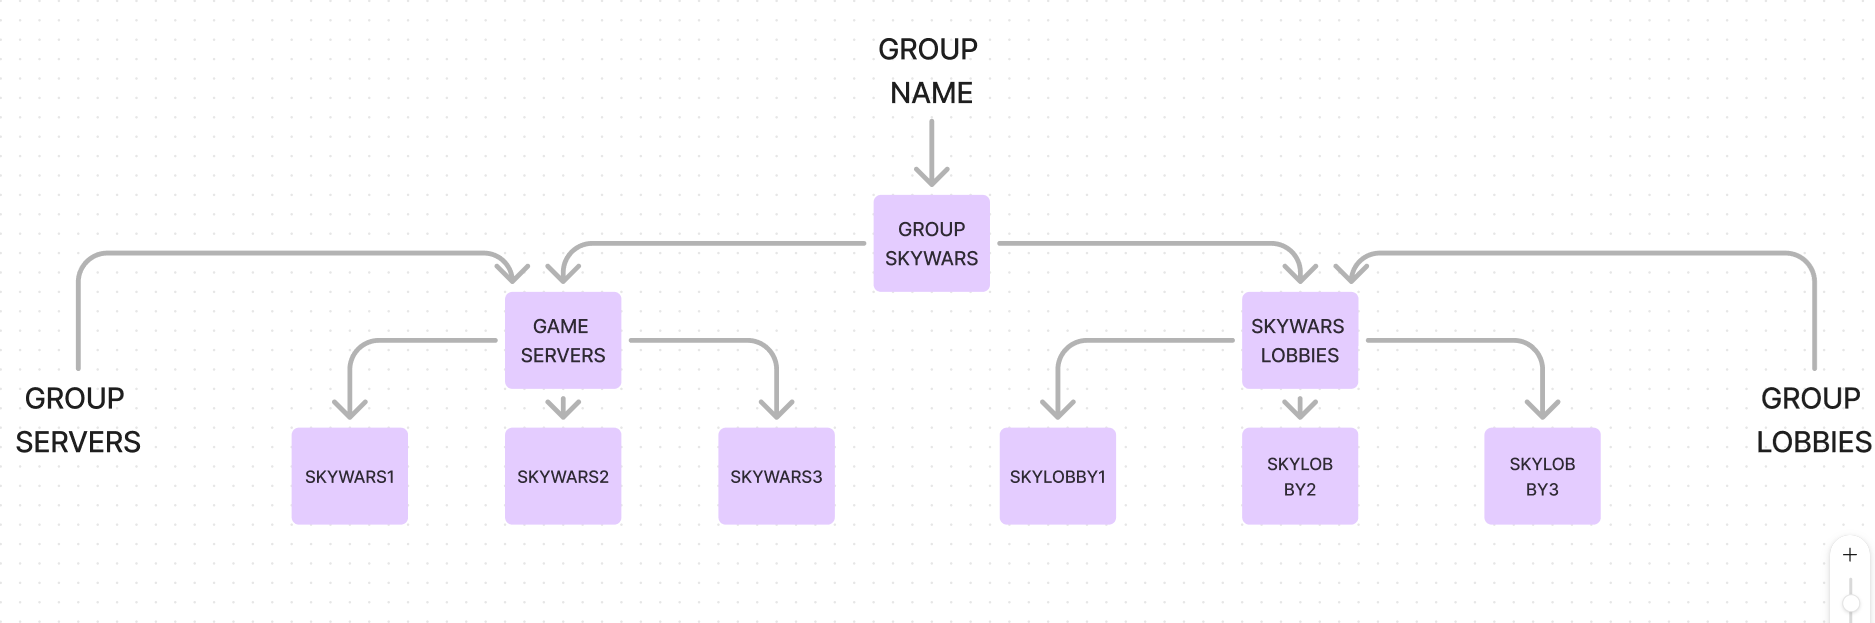 GROUP
NAME
GROUP
SKYWARS
GAME
SERVERS
SKYWARS
LOBBIES
GROUP
SERVERS
GROUP
LOBBIES
SKYWARS1
SKYWARS2
SKYWARS3
SKYLOBBY1
SKYLOB
BY2
SKYLOB
BY3
+